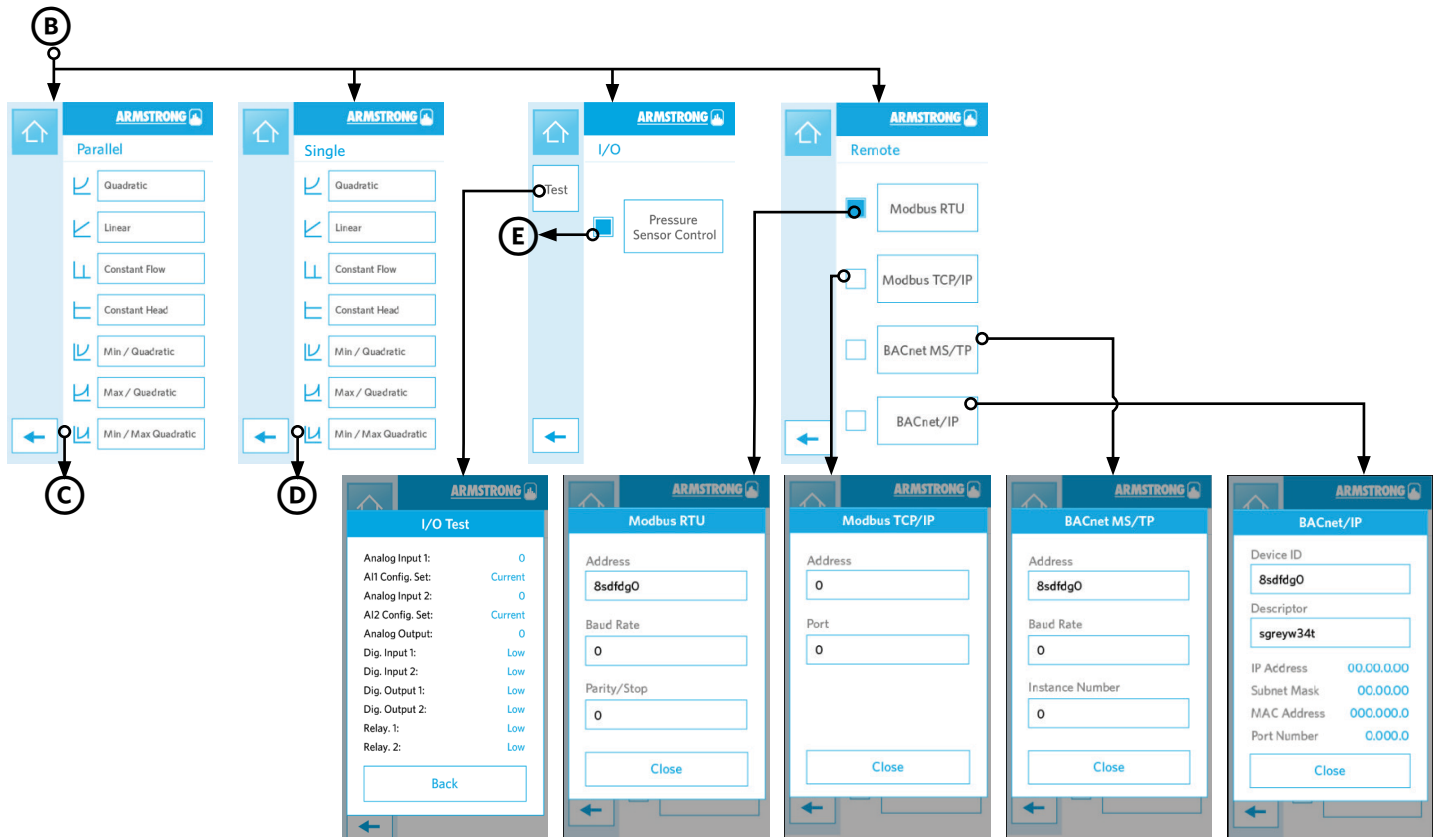 B
ARMSTRONG
Parallel
Quadratic
Linear
Constant Flow
Constant Head
Min / Quadratic
Max / Quadratic
Min / Max Quadratic
C
ARMSTRONG
Single
Quadratic
Linear
Constant Flow
Constant Head
Min / Quadratic
Max / Quadratic
Min / Max Quadratic
D
ARMSTRONG
I/O
Test
E
Pressure
Sensor Control
ARMSTRONG
Remote
Modbus RTU
Modbus TCP/IP
BACnet MS/TP
BACnet/IP
ARMSTRONG
I/O Test
Analog Input 1: 0
AI1 Config. Set: Current
Analog Input 2: 0
AI2 Config. Set: Current
Analog Output: 0
Dig. Input 1: Low
Dig. Input 2: Low
Dig. Output 1: Low
Dig. Output 2: Low
Relay. 1: Low
Relay. 2: Low
Back
ARMSTRONG
Modbus RTU
Address
8sdfdg0
Baud Rate
0
Parity/Stop
0
Close
ARMSTRONG
Modbus TCP/IP
Address
0
Port
0
Close
ARMSTRONG
BACnet MS/TP
Address
8sdfdg0
Baud Rate
0
Instance Number
0
Close
ARMSTRONG
BACnet/IP
Device ID
8sdfdg0
Descriptor
sgreyw34t
IP Address 00.00.0.00
Subnet Mask 00.00.00
MAC Address 000.000.0
Port Number 0.000.0
Close